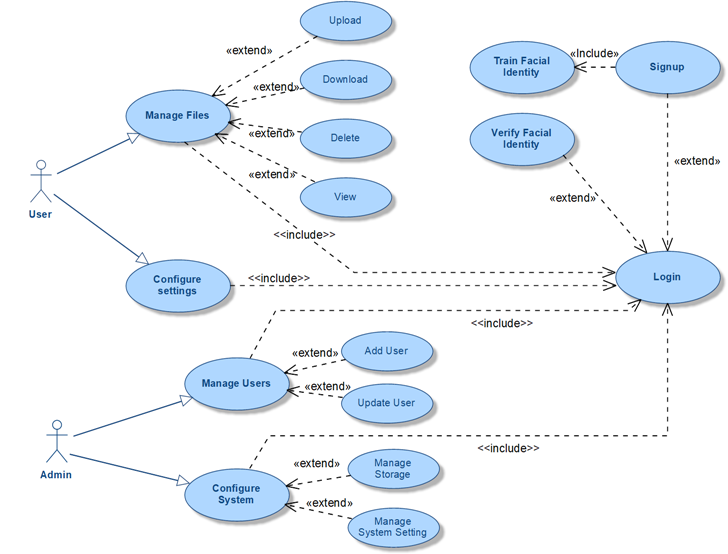 Upload
«extend»
Train Facial
Identity
«Include»
Signup
Download
«extend»
Manage Files
Verify Facial
Identity
Delete
«extend»
«extend»
«extend»
View
«extend»
User
<<include>>
Configure
settings
<<include>>
Login
<<include>>
Add User
«extend»
Manage Users
«extend»
Update User
<<include>>
Admin
Manage
Storage
«extend»
Configure
System
«extend»
Manage
System Setting